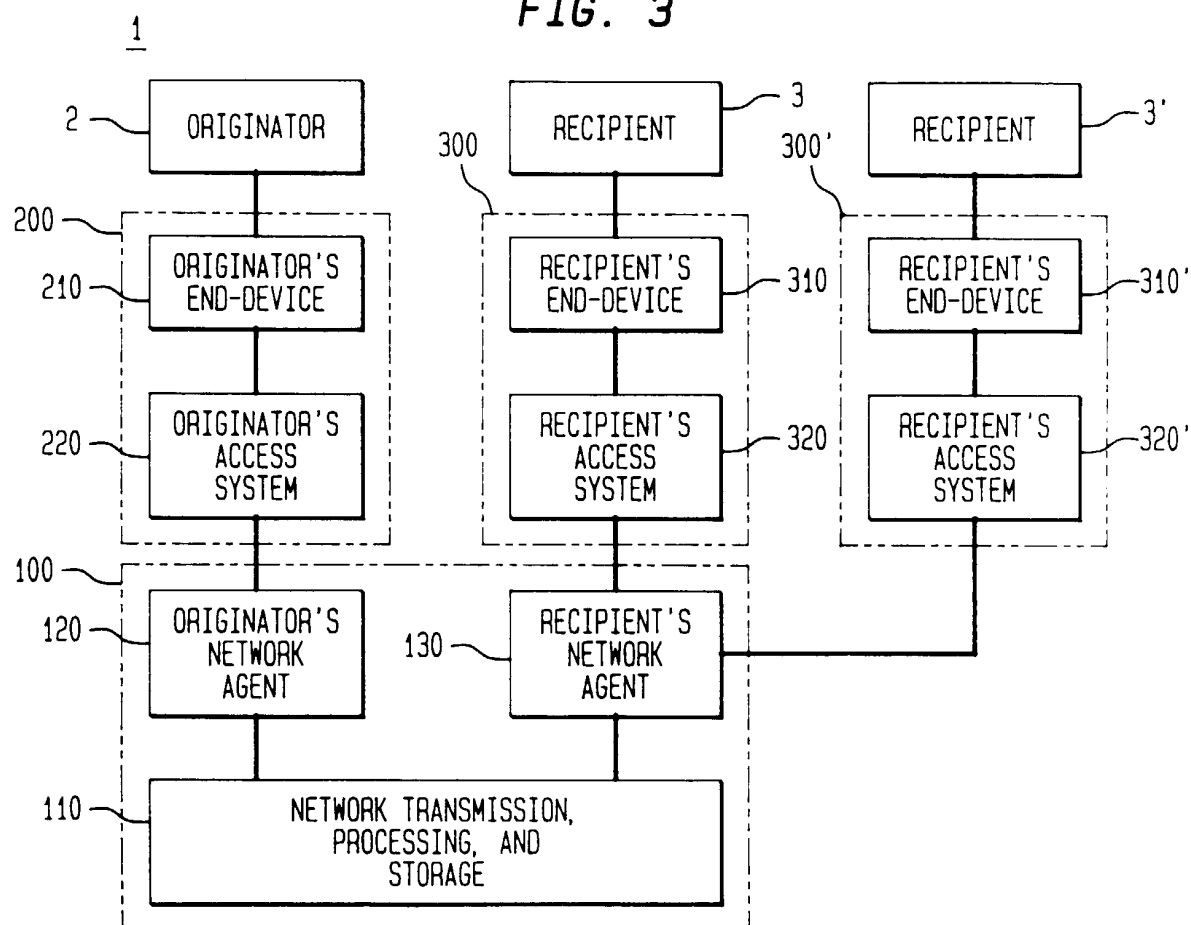 FIG. 3
1
2
ORIGINATOR
RECIPIENT
3
RECIPIENT
3'
300
300'
200
210
ORIGINATOR'S
END-DEVICE
RECIPIENT'S
END-DEVICE
310
RECIPIENT'S
END-DEVICE
310'
220
ORIGINATOR'S
ACCESS
SYSTEM
RECIPIENT'S
ACCESS
SYSTEM
320
RECIPIENT'S
ACCESS
SYSTEM
320'
100
120
ORIGINATOR'S
NETWORK
AGENT
130
RECIPIENT'S
NETWORK
AGENT
110
NETWORK TRANSMISSION,
PROCESSING, AND
STORAGE